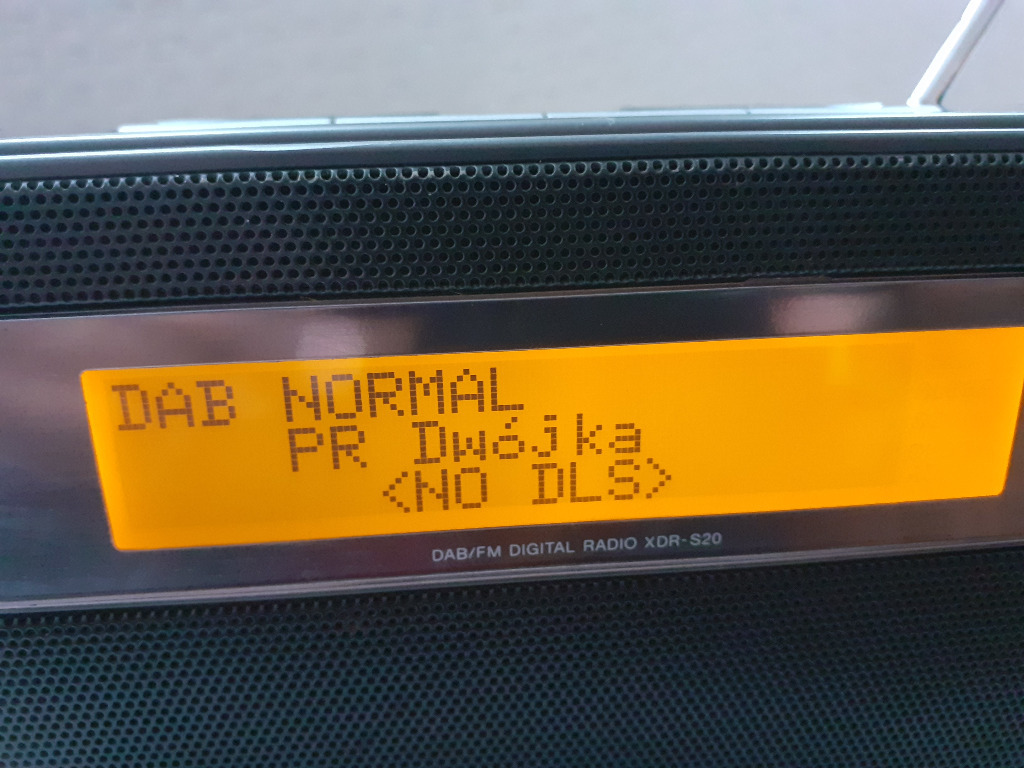 DAB NORMAL
PR Dwójka
<NO DLS>
DAB/FM DIGITAL RADIO XDR-S20